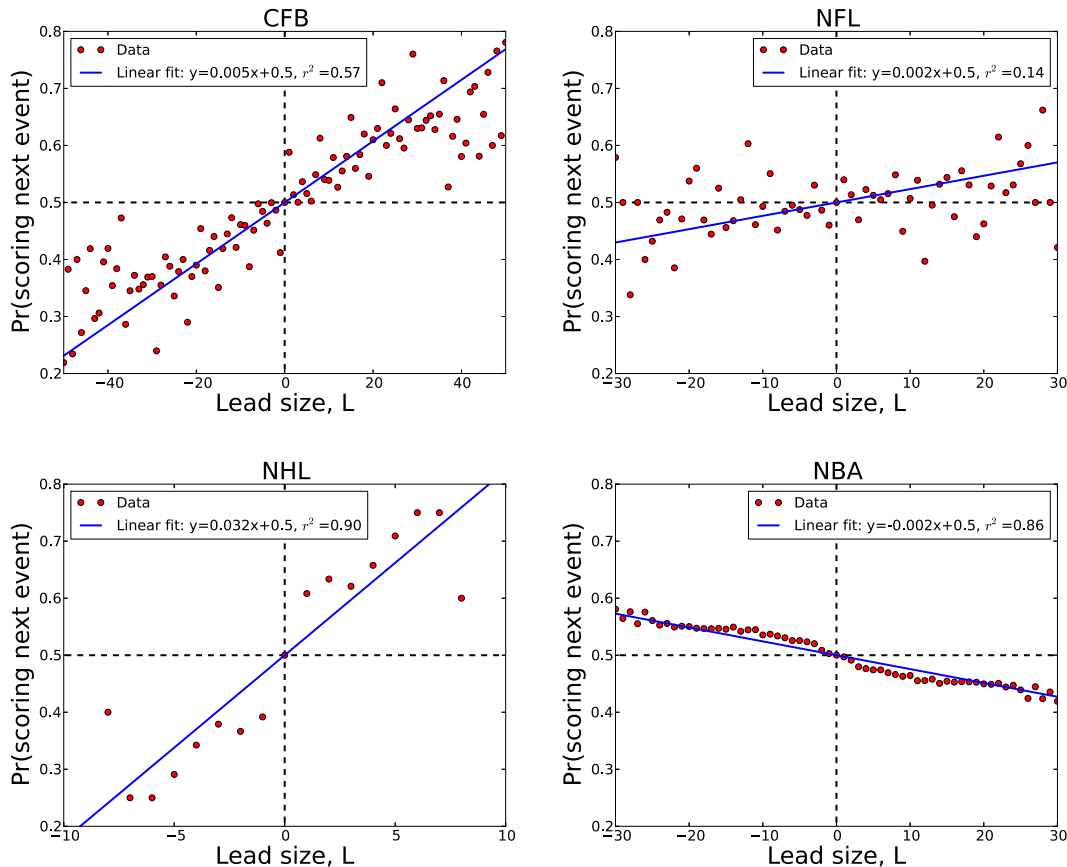 CFB
Data
Linear fit: y=0.005x+0.5, r² =0.57
0.8
0.7
0.6
0.5
0.4
0.3
0.2
−40
−20
0
20
40
Lead size, L
Pr(scoring next event)
NFL
Data
Linear fit: y=0.002x+0.5, r² =0.14
0.8
0.7
0.6
0.5
0.4
0.3
0.2
−30
−20
−10
0
10
20
30
Lead size, L
Pr(scoring next event)
NHL
Data
Linear fit: y=0.032x+0.5, r² =0.90
0.8
0.7
0.6
0.5
0.4
0.3
0.2
−10
−5
0
5
10
Lead size, L
Pr(scoring next event)
NBA
Data
Linear fit: y=-0.002x+0.5, r² =0.86
0.8
0.7
0.6
0.5
0.4
0.3
0.2
−30
−20
−10
0
10
20
30
Lead size, L
Pr(scoring next event)